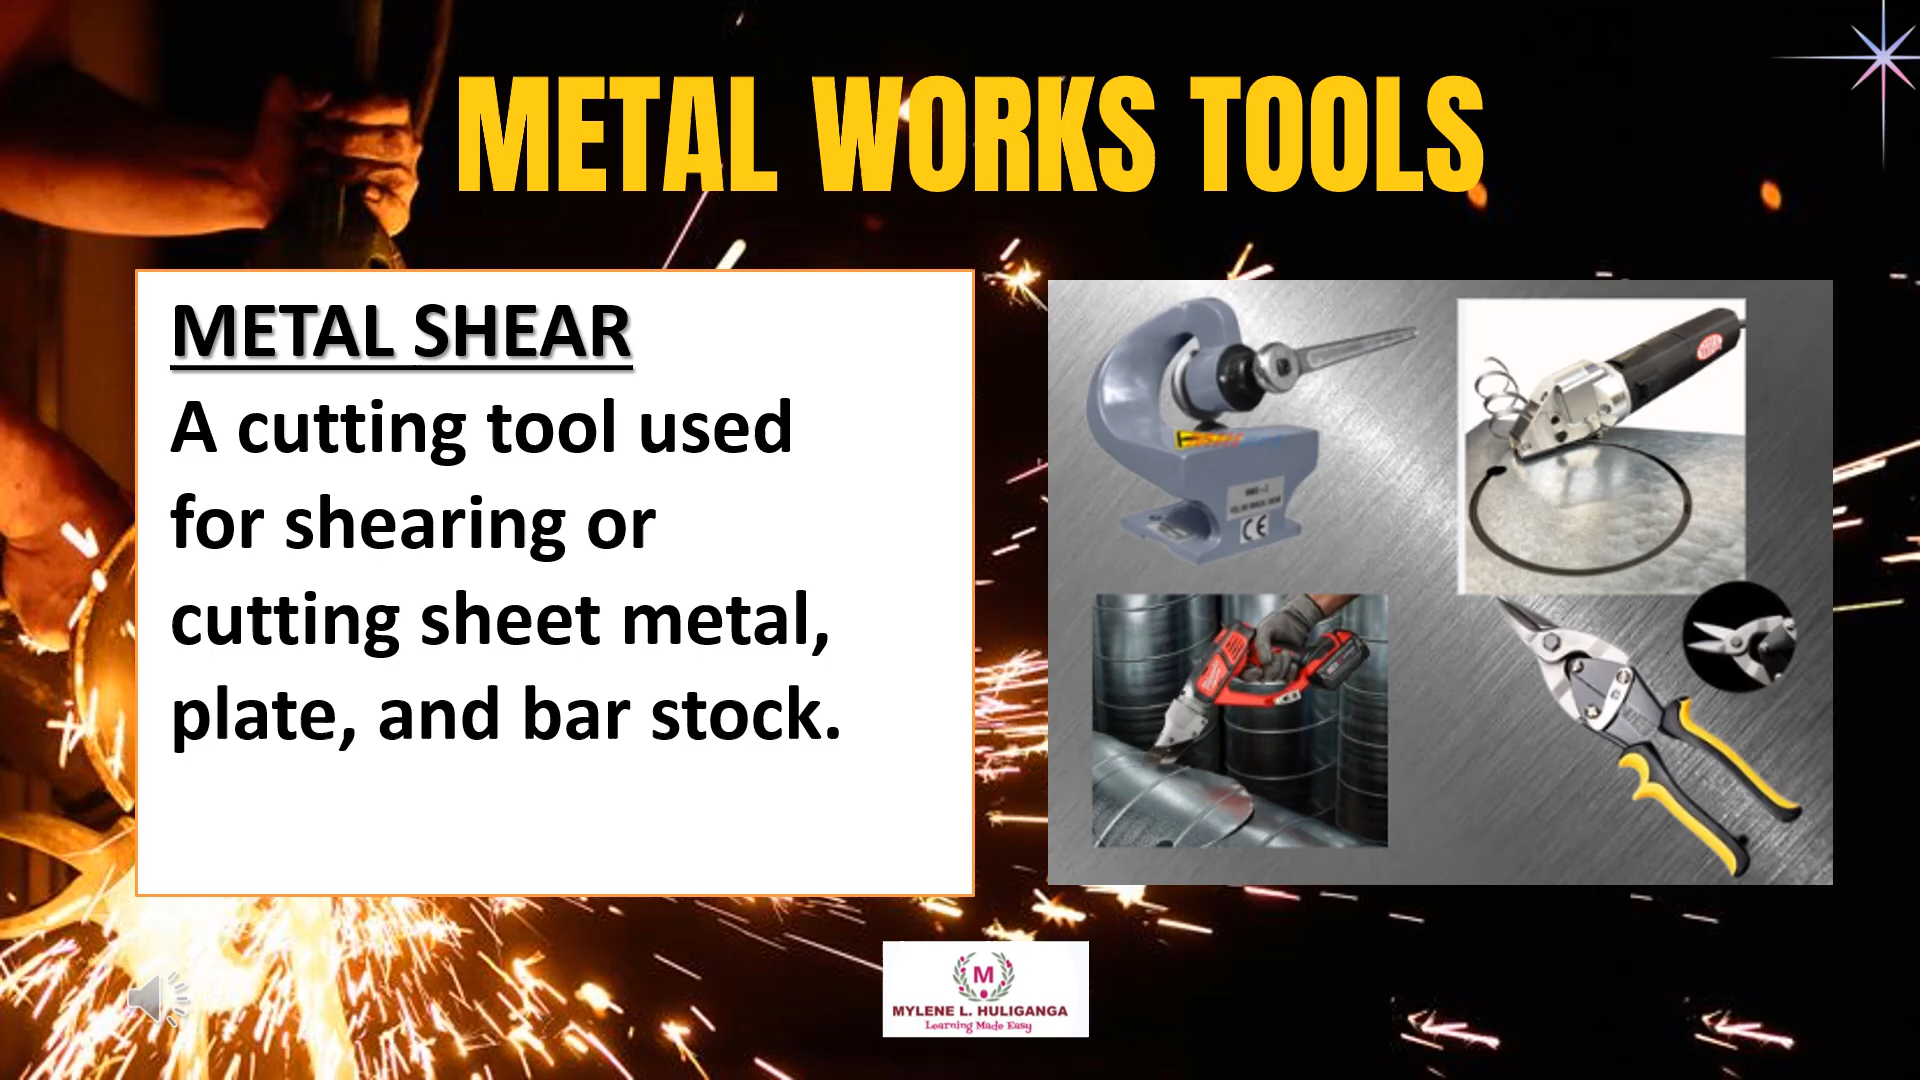 METAL WORKS TOOLS
METAL SHEAR
A cutting tool used
for shearing or
cutting sheet metal,
plate, and bar stock.
CE
M
MYLENE L. HULIGANGA
Learning Made Easy